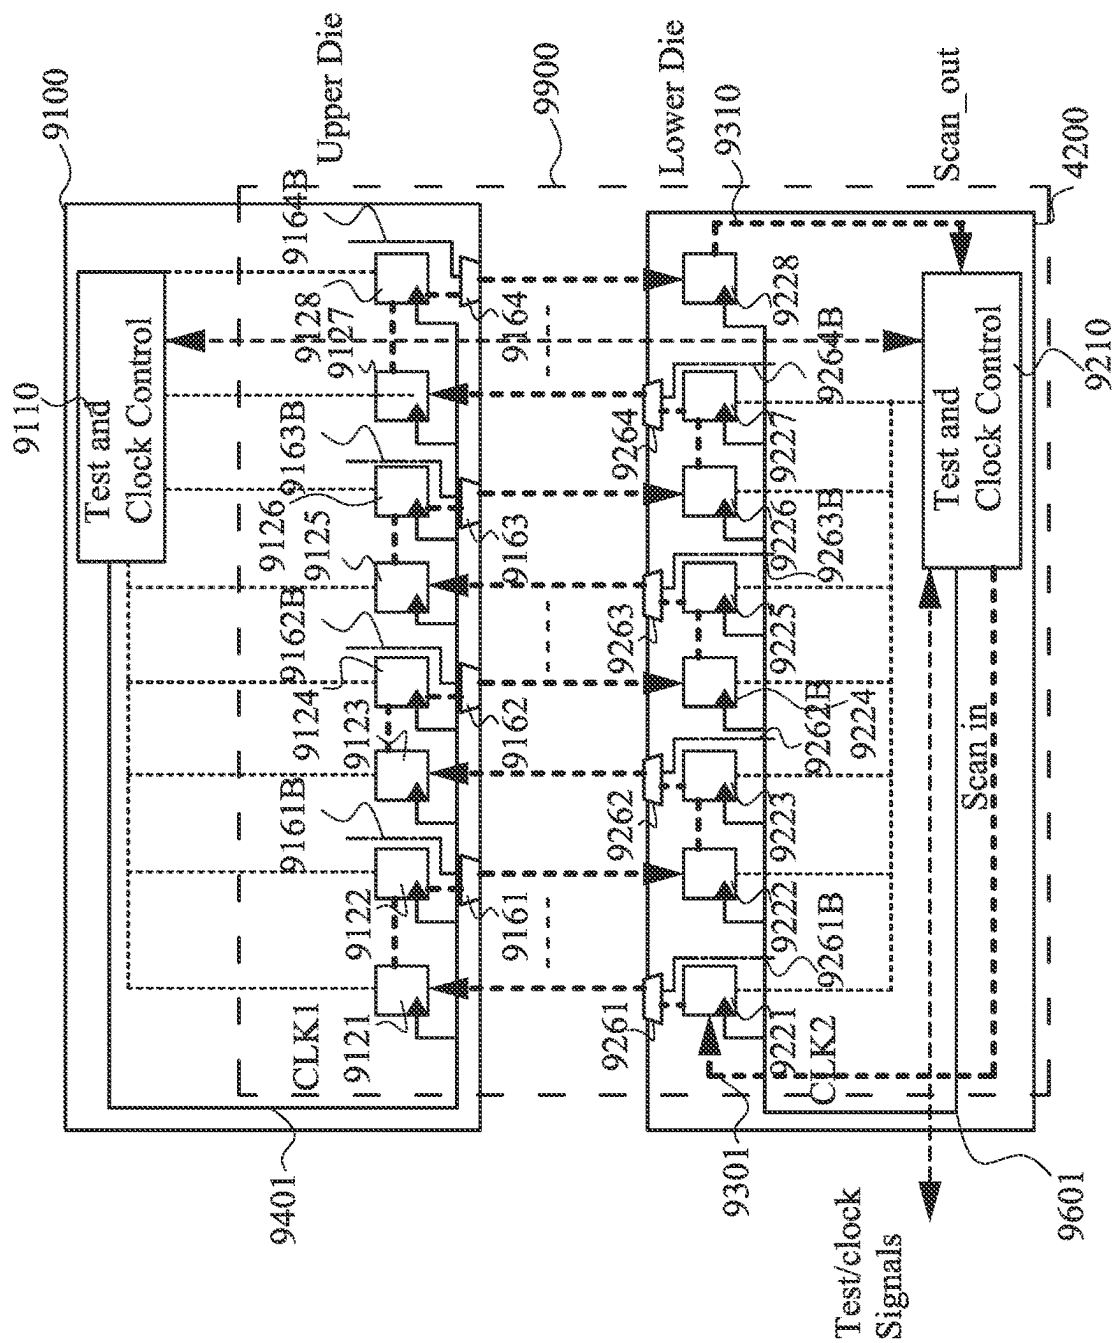 9100
Upper Die
9900
Lower Die
9310
Scan_out
4200
9110
Test and
Clock Control
9164B
9128
9127
9164
9163B
9126
9125
9163
9162B
9124
9123
9162
9161B
9122
9161
CLK1
9121
9401
9228
9264B
9264
9227
9226
9263B
9263
9225
9262B
9224
9262
9223
9222
9261B
9261
9221
CLK2
Test and
Clock Control
9210
Scan in
9301
9601
Test/clock
Signals